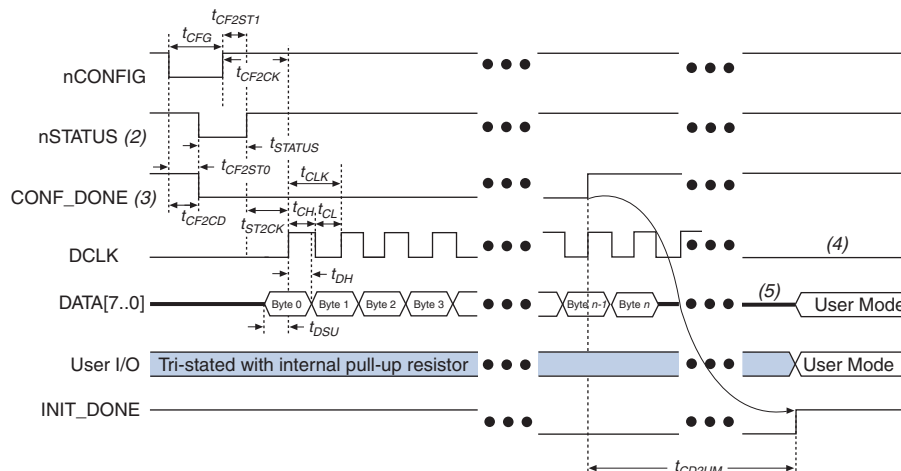 tCF2ST1
tCFG
tCF2CK
nCONFIG
nSTATUS (2)
tSTATUS
tCF2ST0
tCLK
CONF_DONE (3)
tCF2CD
tST2CK
tCH
tCL
DCLK
(4)
tDH
DATA[7..0]
Byte 0
Byte 1
Byte 2
Byte 3
Byte n-1
Byte n
(5)
User Mode
tDSU
User I/O
Tri-stated with internal pull-up resistor
User Mode
INIT_DONE
tCD2UM